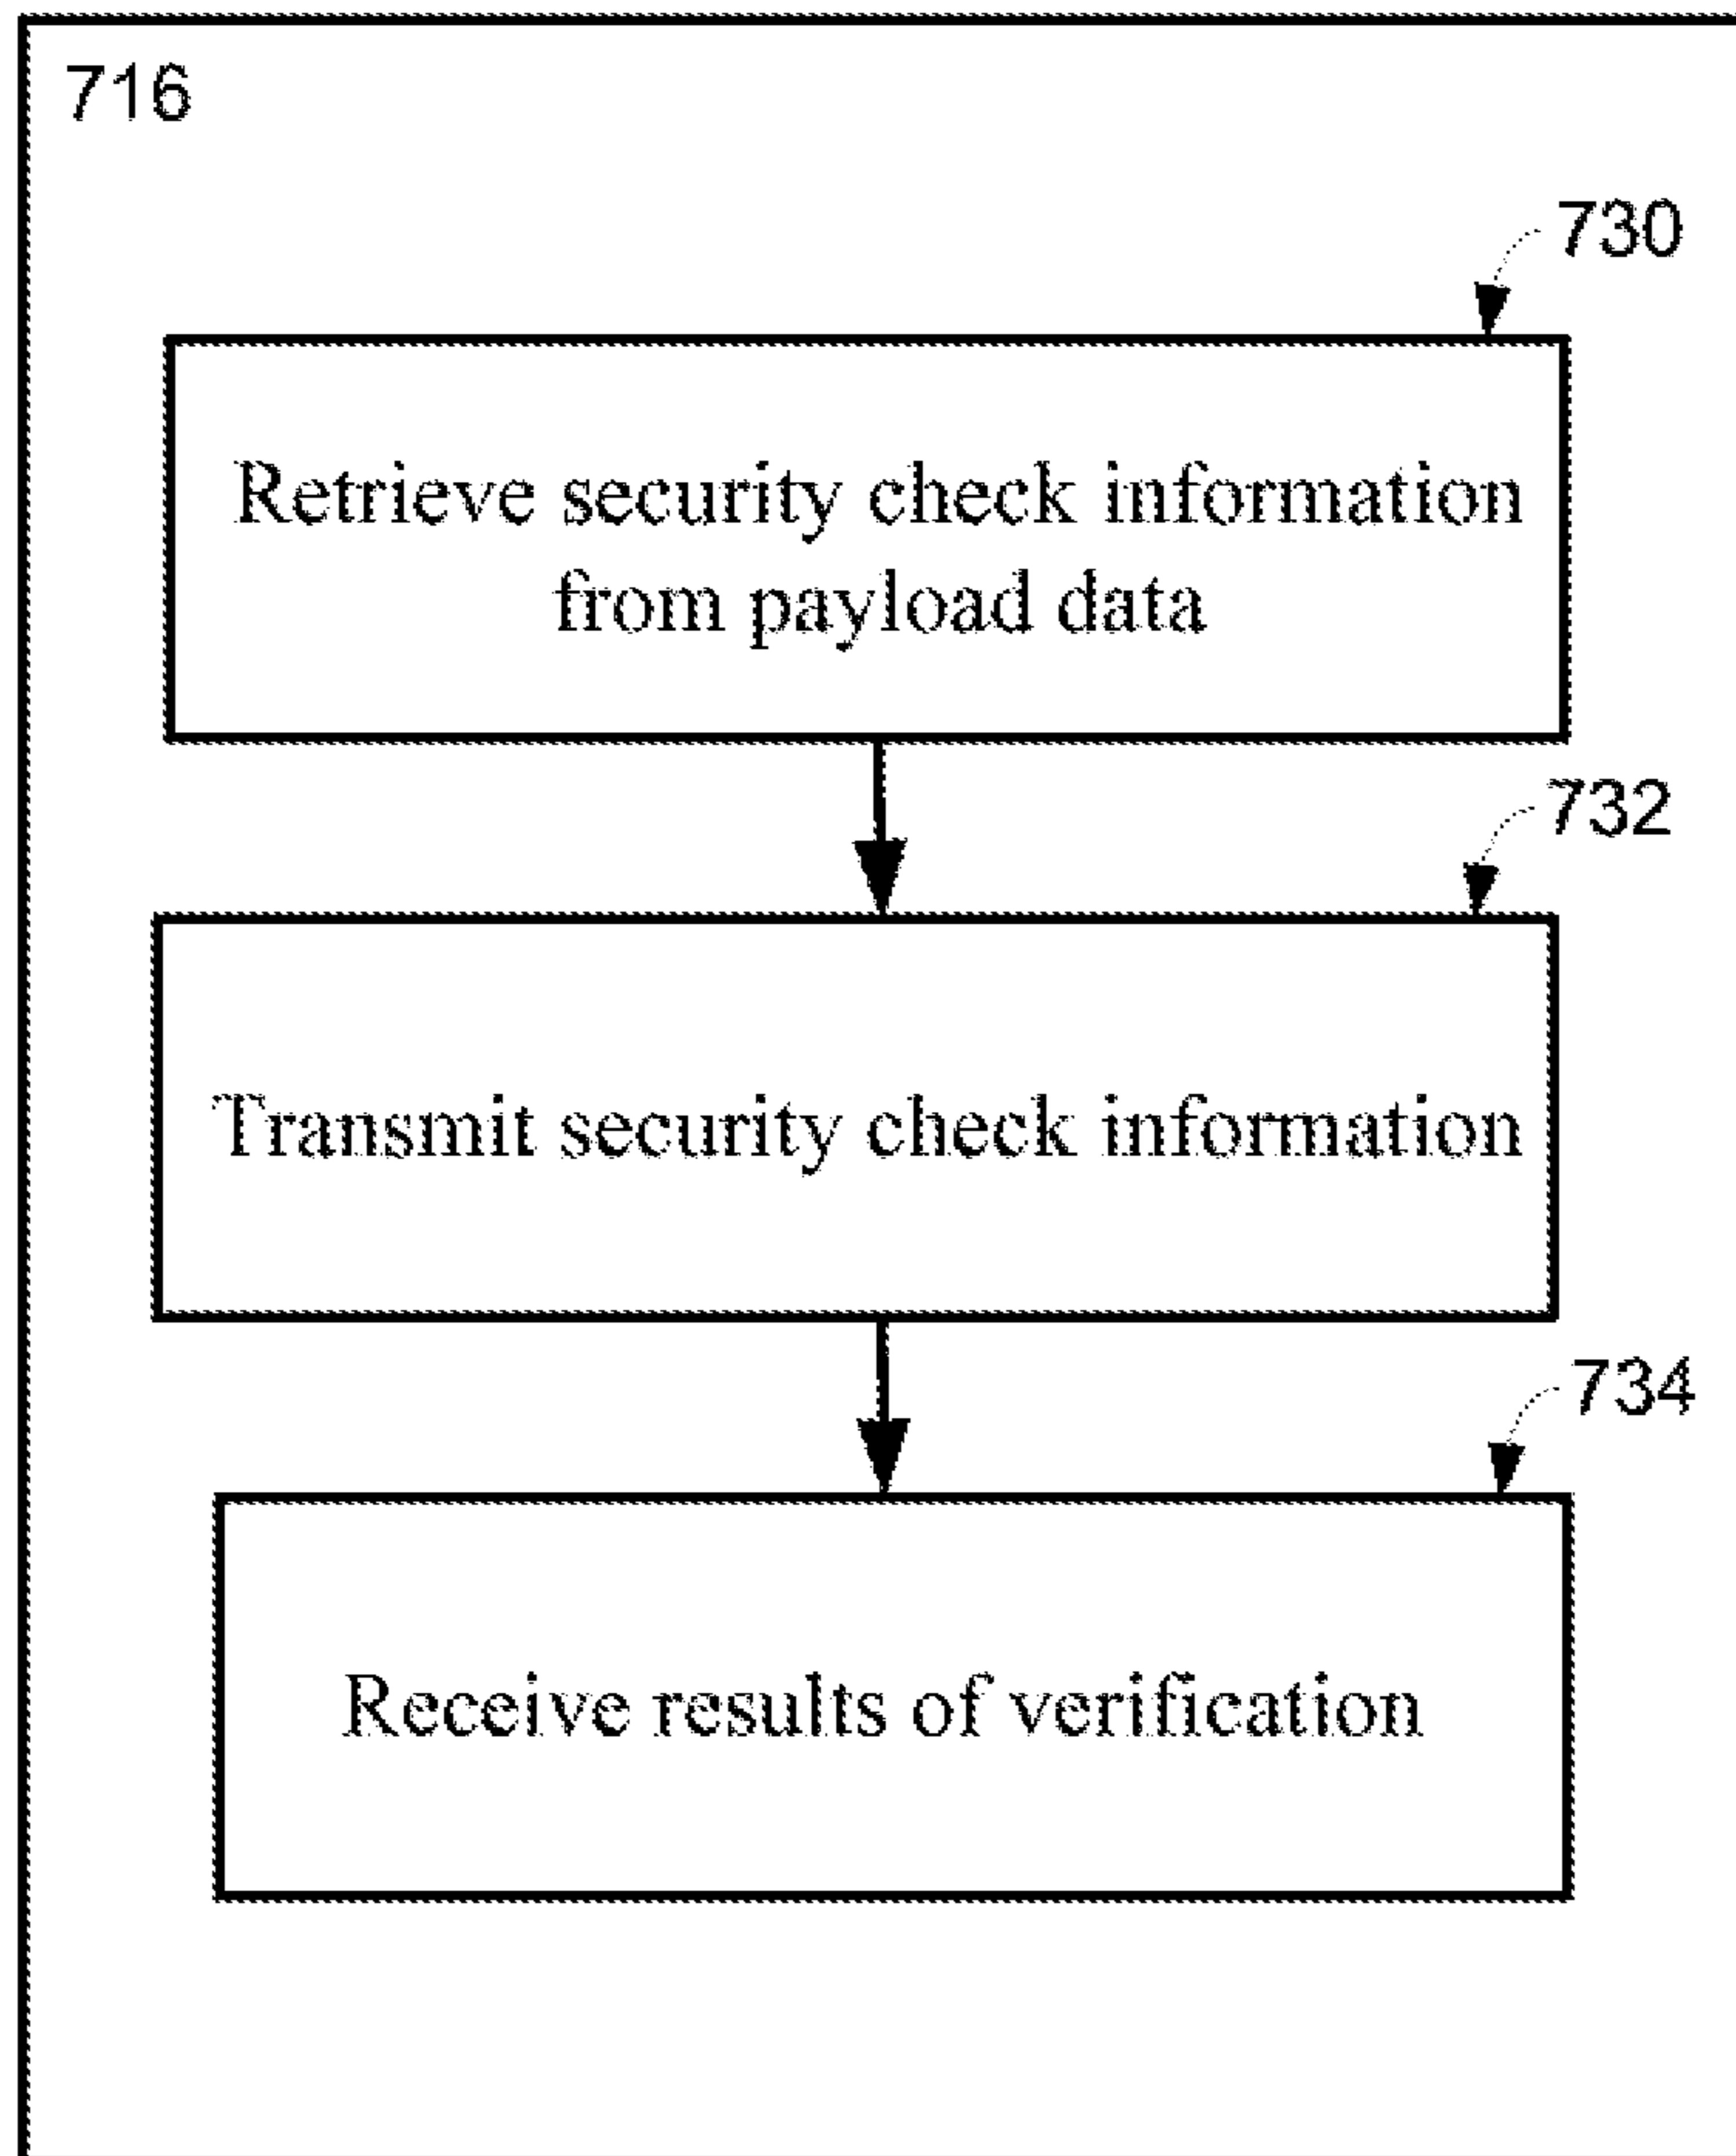 716
730
Retrieve security check information
from payload data
732
Transmit security check information
734
Receive results of verification